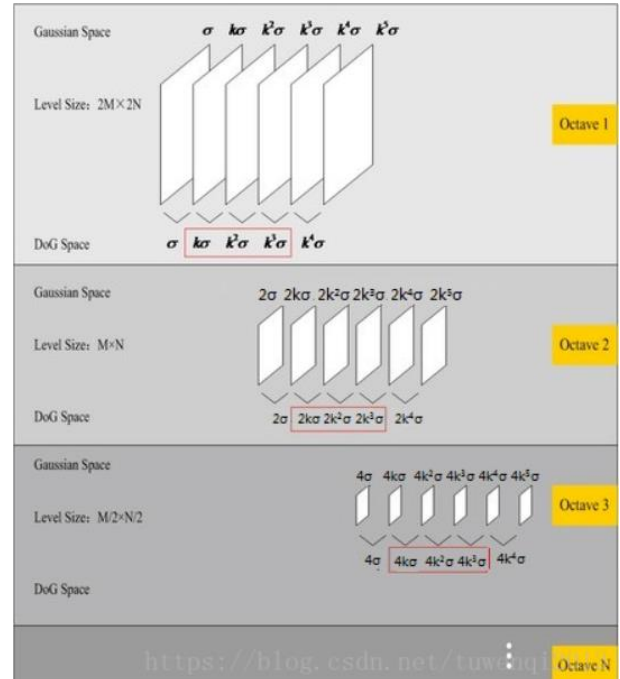 Gaussian Space σ kσ k²σ k³σ k⁴σ k⁵σ
Level Size: 2M×2N
Octave 1
DoG Space σ kσ k²σ k³σ k⁴σ
Gaussian Space 2σ 2kσ 2k²σ 2k³σ 2k⁴σ 2k⁵σ
Level Size: M×N
Octave 2
DoG Space 2σ 2kσ 2k²σ 2k³σ 2k⁴σ
Gaussian Space
4σ 4kσ 4k²σ 4k³σ 4k⁴σ 4k⁵σ
Level Size: M/2×N/2
Octave 3
4σ 4kσ 4k²σ 4k³σ 4k⁴σ
DoG Space
Octave N